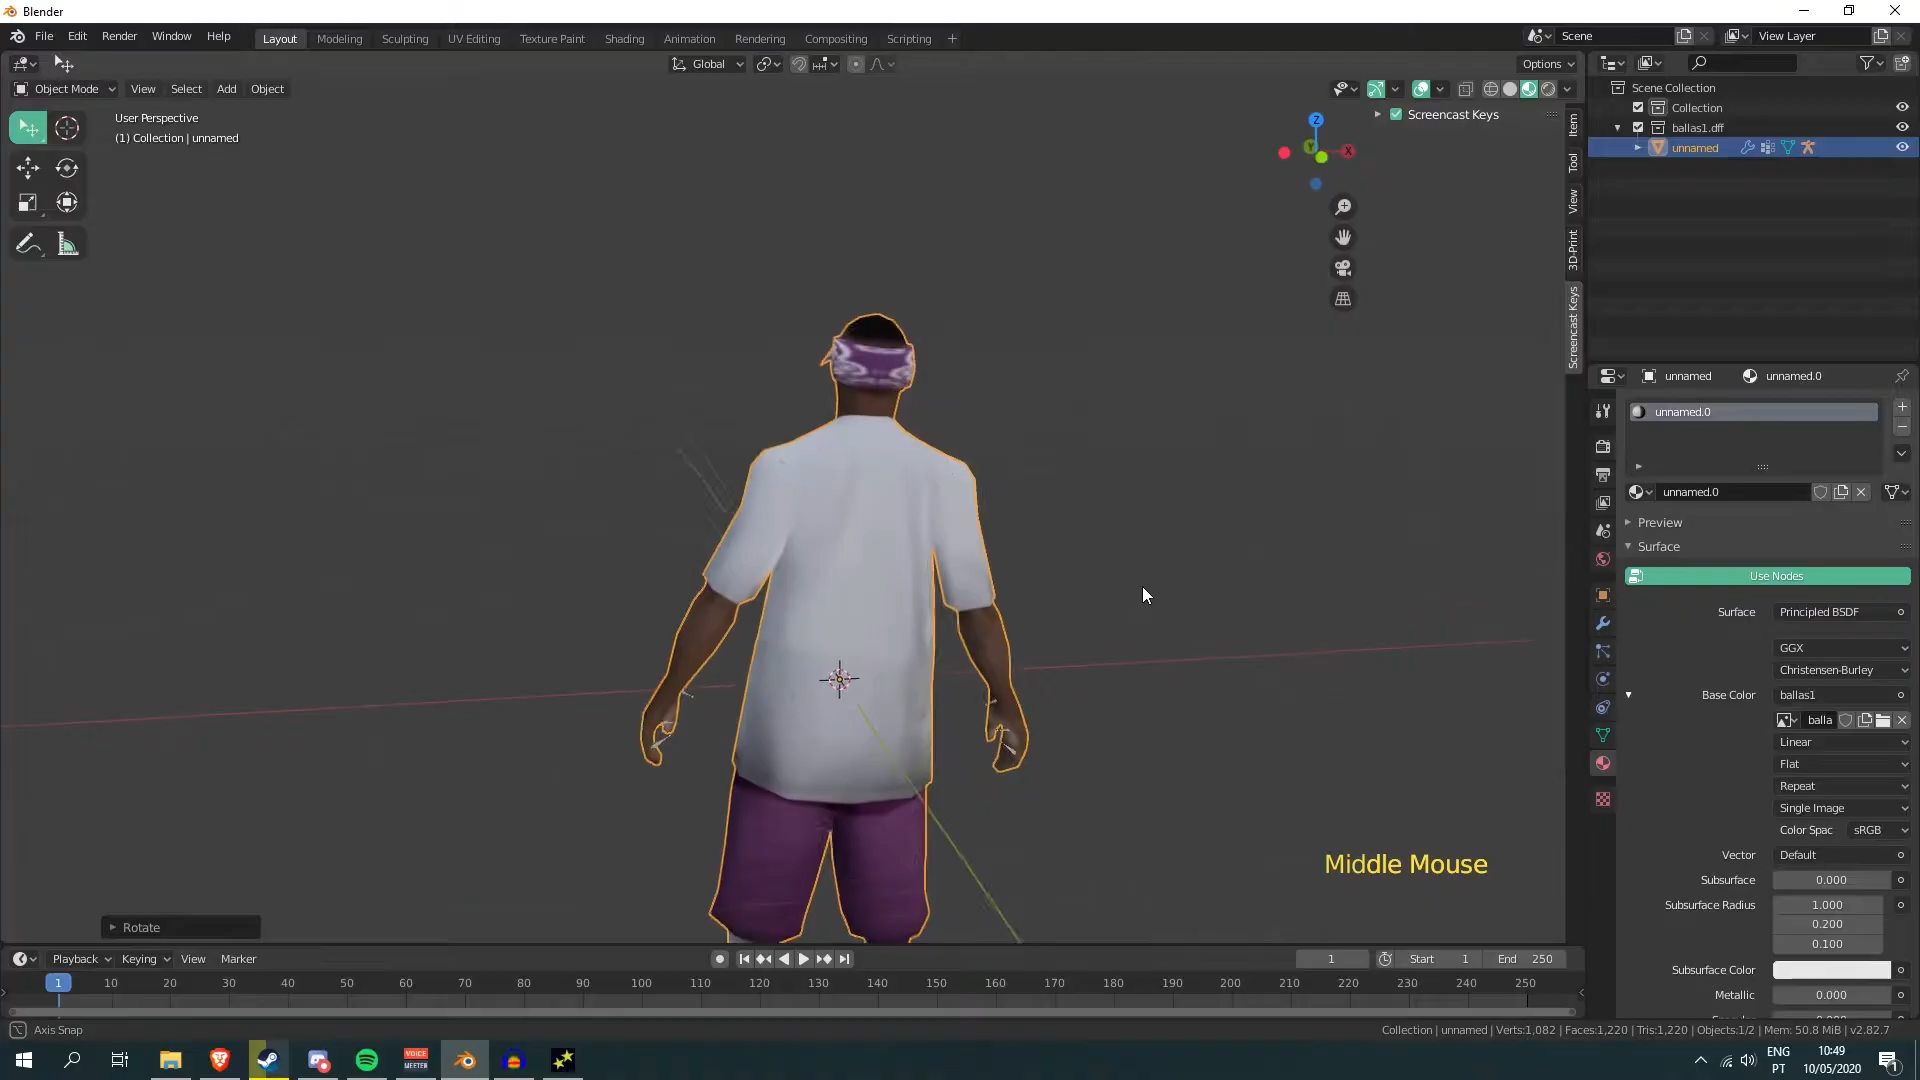 Blender
File Edit Render Window Help
Layout Modeling Sculpting UV Editing Texture Paint Shading Animation Rendering Compositing Scripting +
Scene
View Layer
Global
Options
Object Mode View Select Add Object
User Perspective
(1) Collection | unnamed
Screencast Keys
Z
Y
X
Item
Tool
View
3D-Print
Screencast Keys
Scene Collection
Collection
ballas1.dff
unnamed
unnamed unnamed.0
unnamed.0
unnamed.0
Preview
Surface
Use Nodes
Surface Principled BSDF
GGX
Christensen-Burley
Base Color ballas1
balla
Linear
Flat
Repeat
Single Image
Color Spac sRGB
Vector Default
Subsurface 0.000
Subsurface Radius 1.000
0.200
0.100
Subsurface Color
Metallic 0.000
Middle Mouse
Rotate
Playback Keying View Marker
1 Start 1 End 250
1 10 20 30 40 50 60 70 80 90 100 110 120 130 140 150 160 170 180 190 200 210 220 230 240 250
Axis Snap
Collection | unnamed | Verts:1,082 | Faces:1,220 | Tris:1,220 | Objects:1/2 | Mem: 50.8 MiB | v2.82.7
VOICE
MEETER
ENG
PT
10:49
10/05/2020
1